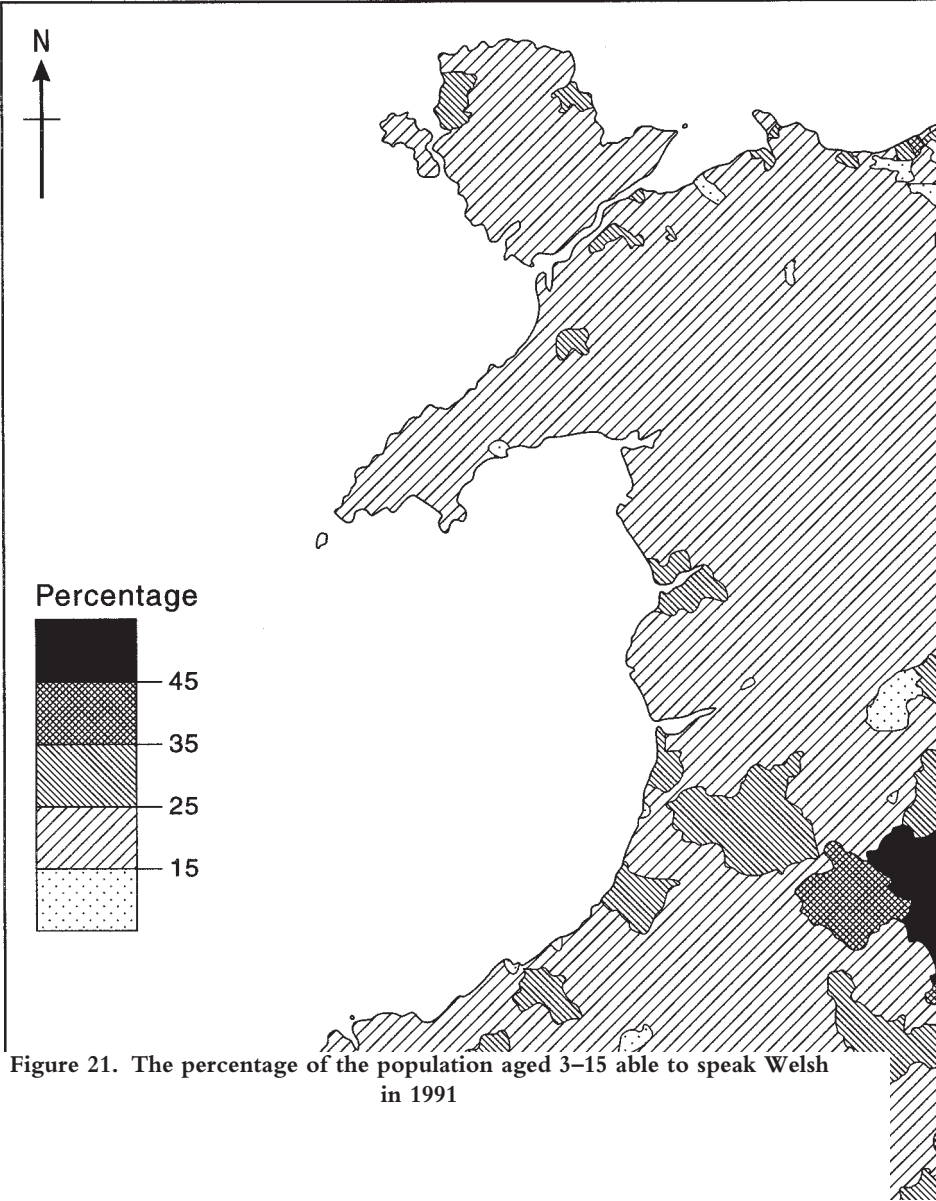 N
Percentage
45
35
25
15
Figure 21. The percentage of the population aged 3–15 able to speak Welsh
in 1991